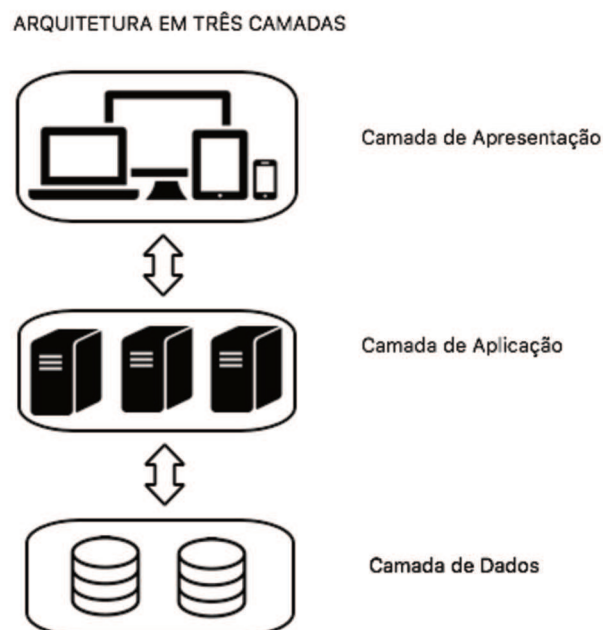 ARQUITETURA EM TRÊS CAMADAS
Camada de Apresentação
Camada de Aplicação
Camada de Dados